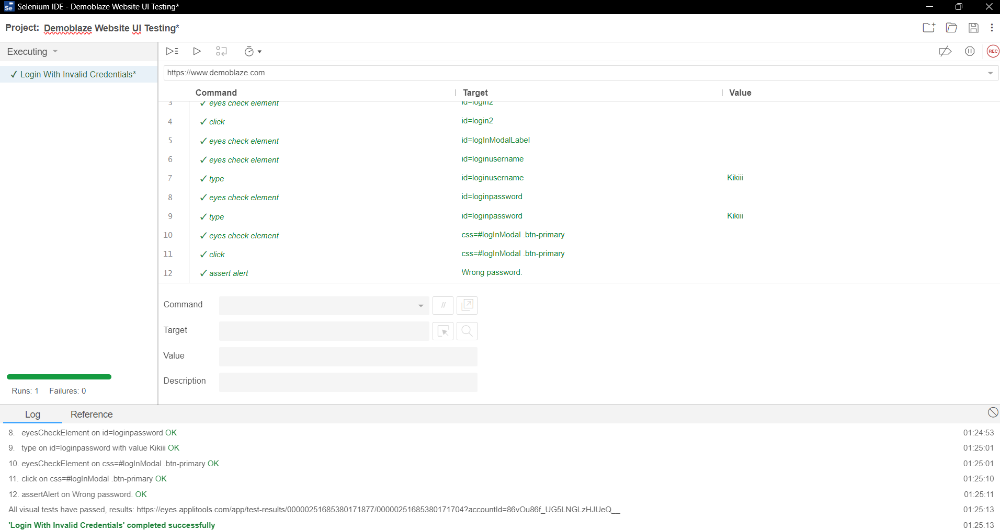 Selenium IDE - Demoblaze Website UI Testing*
Project: Demoblaze Website UI Testing*
Executing
REC
✓ Login With Invalid Credentials*
https://www.demoblaze.com
Command Target Value
3 ✓ eyes check element id=login2
4 ✓ click id=login2
5 ✓ eyes check element id=logInModalLabel
6 ✓ eyes check element id=loginusername
7 ✓ type id=loginusername Kikiii
8 ✓ eyes check element id=loginpassword
9 ✓ type id=loginpassword Kikiii
10 ✓ eyes check element css=#logInModal .btn-primary
11 ✓ click css=#logInModal .btn-primary
12 ✓ assert alert Wrong password.
Command //
Target
Value
Description
Runs: 1 Failures: 0
Log Reference
8. eyesCheckElement on id=loginpassword OK 01:24:53
9. type on id=loginpassword with value Kikiii OK 01:25:01
10. eyesCheckElement on css=#logInModal .btn-primary OK 01:25:01
11. click on css=#logInModal .btn-primary OK 01:25:10
12. assertAlert on Wrong password. OK 01:25:11
All visual tests have passed, results: https://eyes.applitools.com/app/test-results/00000251685380171877/00000251685380171704?accountId=86vOu86f_UG5LNGLzHJUeQ__ 01:25:13
'Login With Invalid Credentials' completed successfully 01:25:13